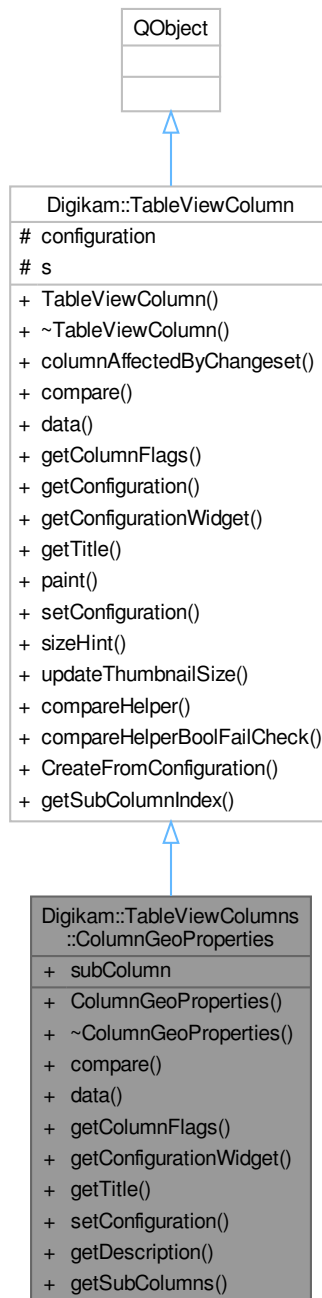 QObject
Digikam::TableViewColumn
# configuration
# s
+ TableViewColumn()
+ ~TableViewColumn()
+ columnAffectedByChangeset()
+ compare()
+ data()
+ getColumnFlags()
+ getConfiguration()
+ getConfigurationWidget()
+ getTitle()
+ paint()
+ setConfiguration()
+ sizeHint()
+ updateThumbnailSize()
+ compareHelper()
+ compareHelperBoolFailCheck()
+ CreateFromConfiguration()
+ getSubColumnIndex()
Digikam::TableViewColumns
::ColumnGeoProperties
+ subColumn
+ ColumnGeoProperties()
+ ~ColumnGeoProperties()
+ compare()
+ data()
+ getColumnFlags()
+ getConfigurationWidget()
+ getTitle()
+ setConfiguration()
+ getDescription()
+ getSubColumns()